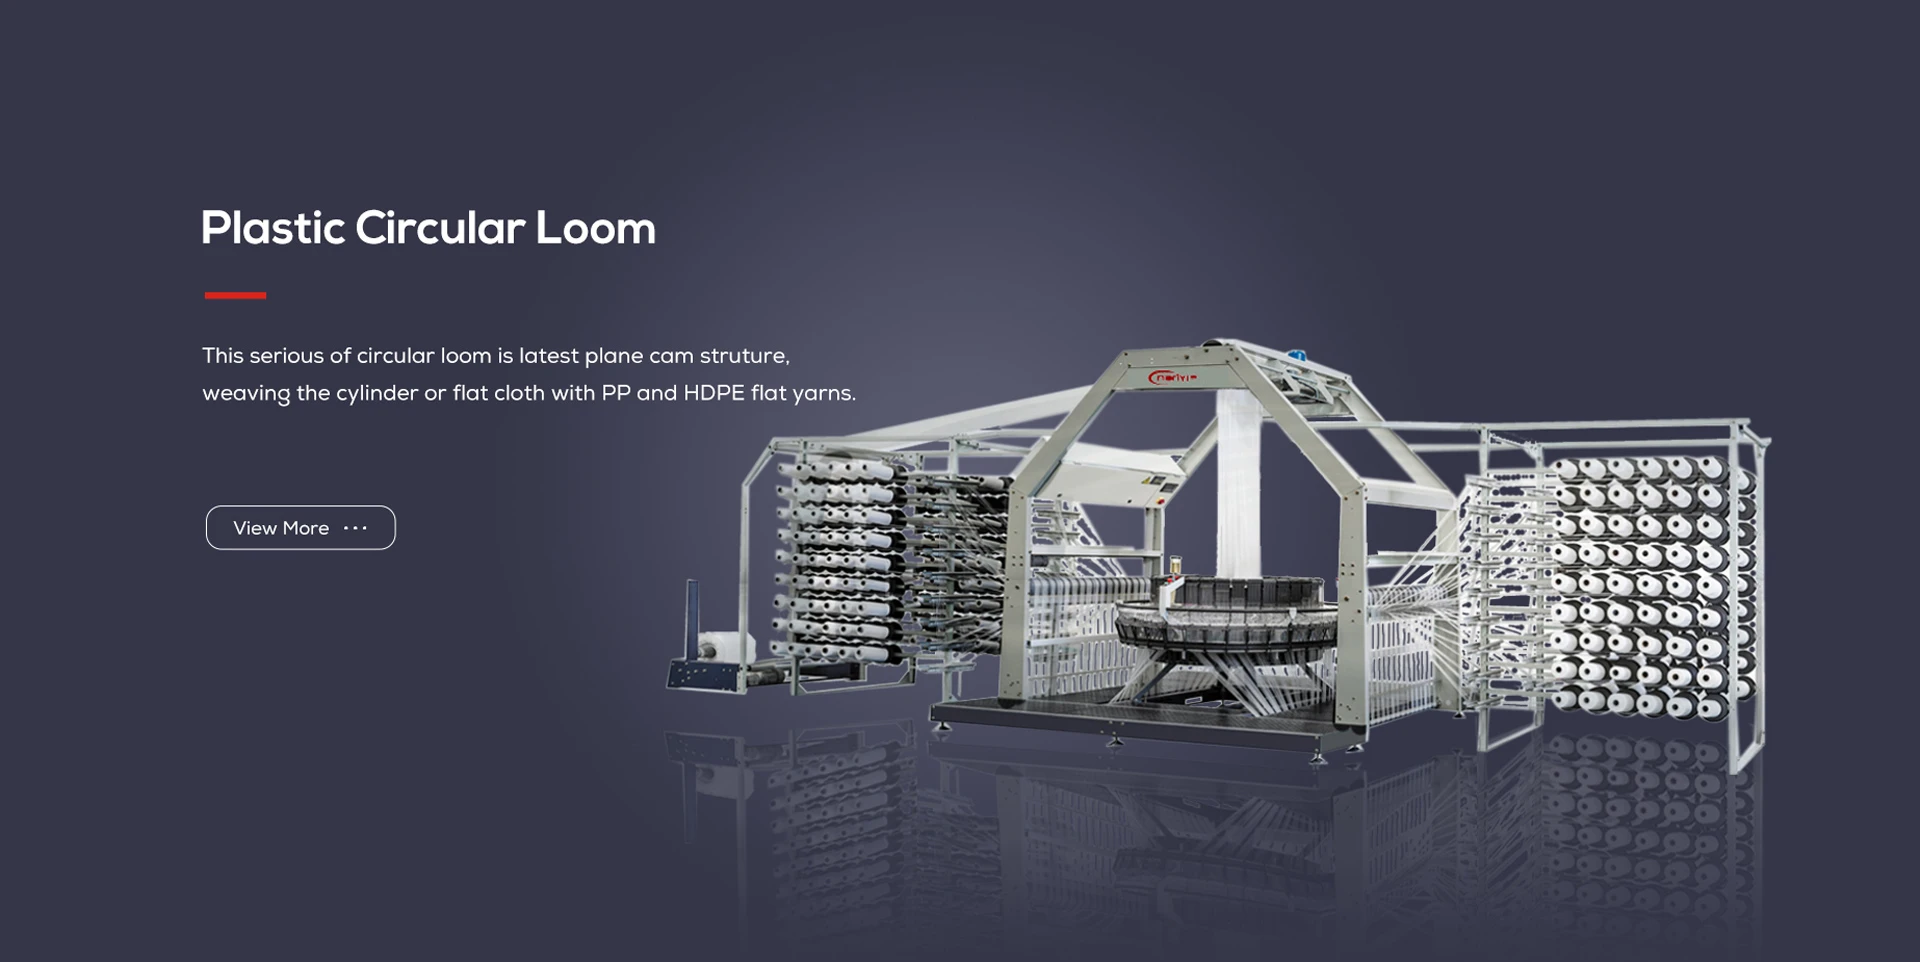 Plastic Circular Loom
This serious of circular loom is latest plane cam struture,
weaving the cylinder or flat cloth with PP and HDPE flat yarns.
View More ...